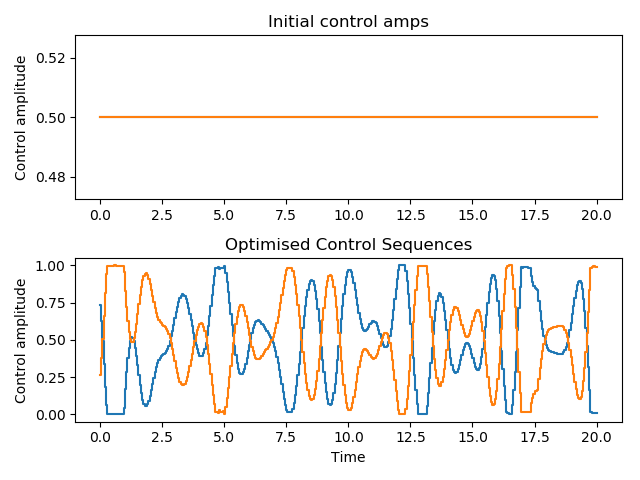 Initial control amps
Control amplitude
0.52
0.50
0.48
0.0 2.5 5.0 7.5 10.0 12.5 15.0 17.5 20.0
Optimised Control Sequences
Control amplitude
1.00
0.75
0.50
0.25
0.00
0.0 2.5 5.0 7.5 10.0 12.5 15.0 17.5 20.0
Time